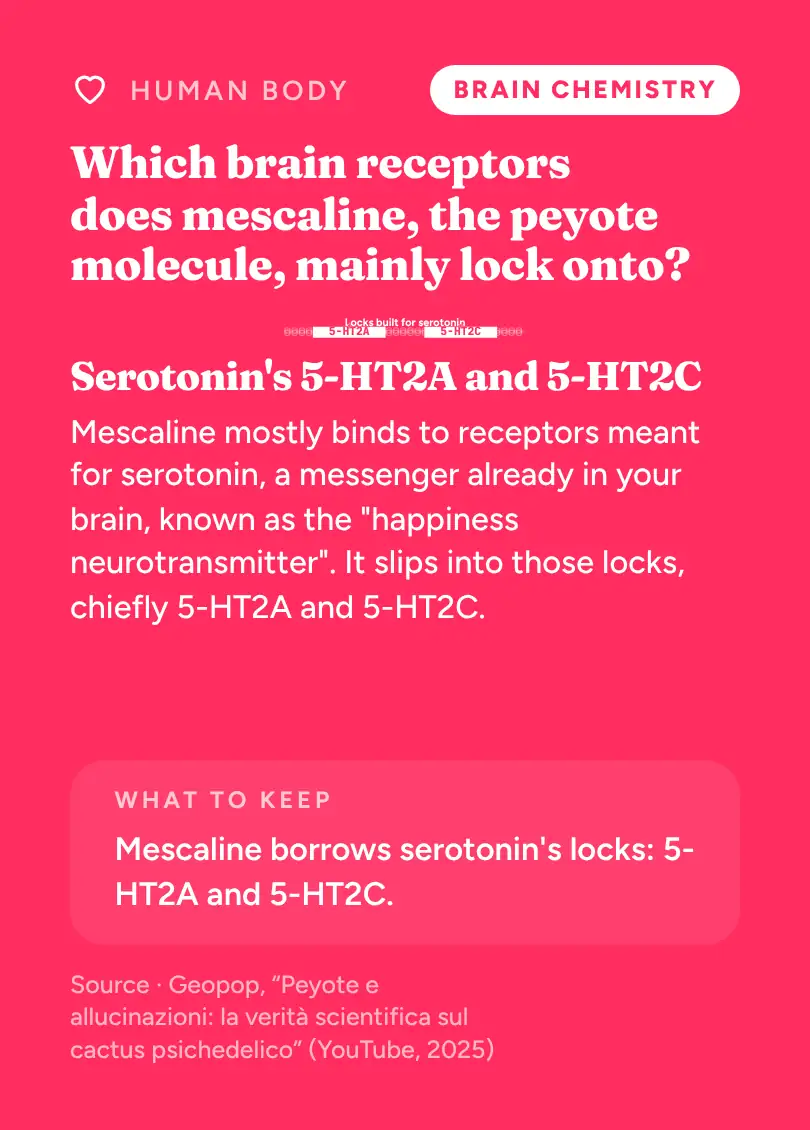 HUMAN BODY
BRAIN CHEMISTRY
Which brain receptors
does mescaline, the peyote
molecule, mainly lock onto?
Locks built for serotonin
5-HT2A 5-HT2C
Serotonin's 5-HT2A and 5-HT2C
Mescaline mostly binds to receptors meant
for serotonin, a messenger already in your
brain, known as the "happiness
neurotransmitter". It slips into those locks,
chiefly 5-HT2A and 5-HT2C.
WHAT TO KEEP
Mescaline borrows serotonin's locks: 5-
HT2A and 5-HT2C.
Source · Geopop, “Peyote e
allucinazioni: la verità scientifica sul
cactus psichedelico” (YouTube, 2025)